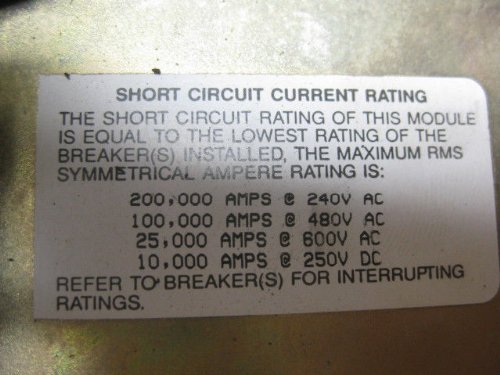 SHORT CIRCUIT CURRENT RATING
THE SHORT CIRCUIT RATING OF THIS MODULE
IS EQUAL TO THE LOWEST RATING OF THE
BREAKER(S) INSTALLED, THE MAXIMUM RMS
SYMMETRICAL AMPERE RATING IS:
200,000 AMPS @ 240V AC
100,000 AMPS @ 480V AC
25,000 AMPS @ 600V AC
10,000 AMPS @ 250V DC
REFER TO BREAKER(S) FOR INTERRUPTING
RATINGS.